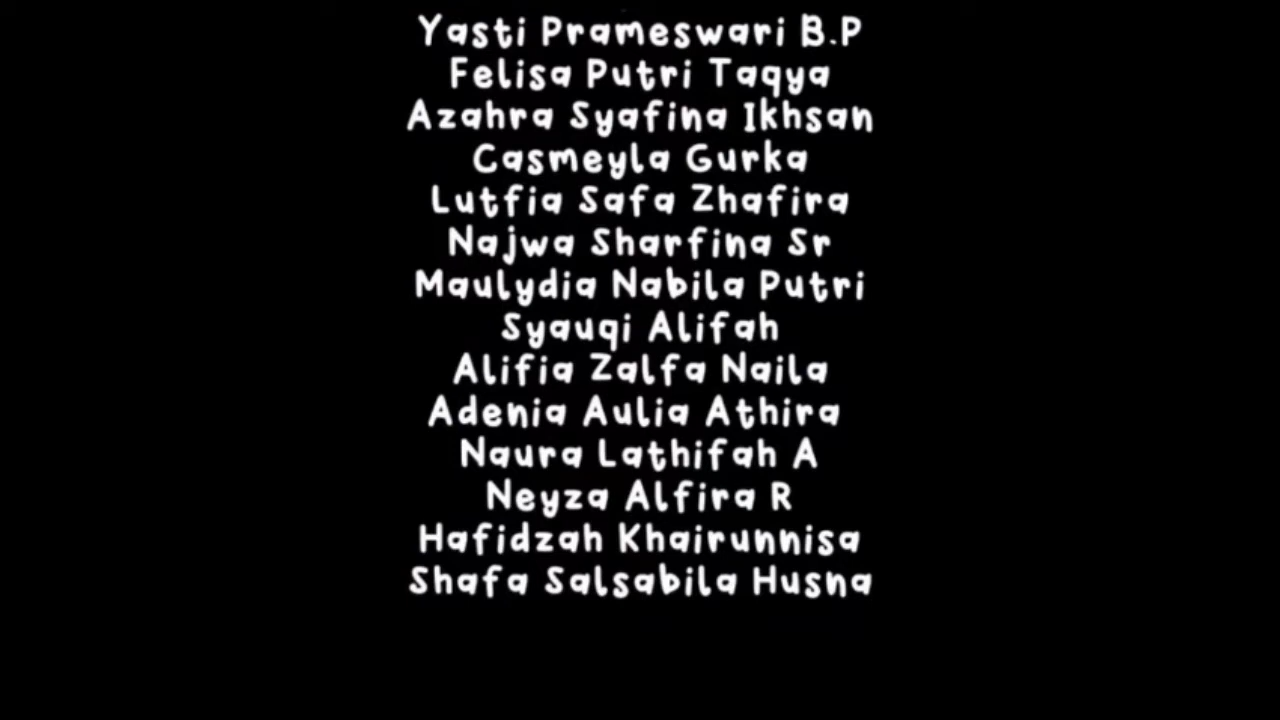 Yasti Prameswari B.P
Felisa Putri Taqya
Azahra Syafina Ikhsan
Casmeyla Gurka
Lutfia Safa Zhafira
Najwa Sharfina Sr
Maulydia Nabila Putri
Syauqi Alifah
Alifia Zalfa Naila
Adenia Aulia Athira
Naura Lathifah A
Neyza Alfira R
Hafidzah Khairunnisa
Shafa Salsabila Husna